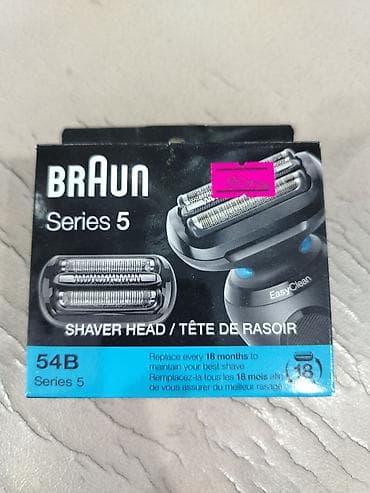 BRAUN
Series 5
EasyClean
SHAVER HEAD / TÊTE DE RASOIR
54B
Series 5
Replace every 18 months to
maintain your best shave
Remplacez-la tous les 18 mois afin
de vous assurer du meilleur rasage
18